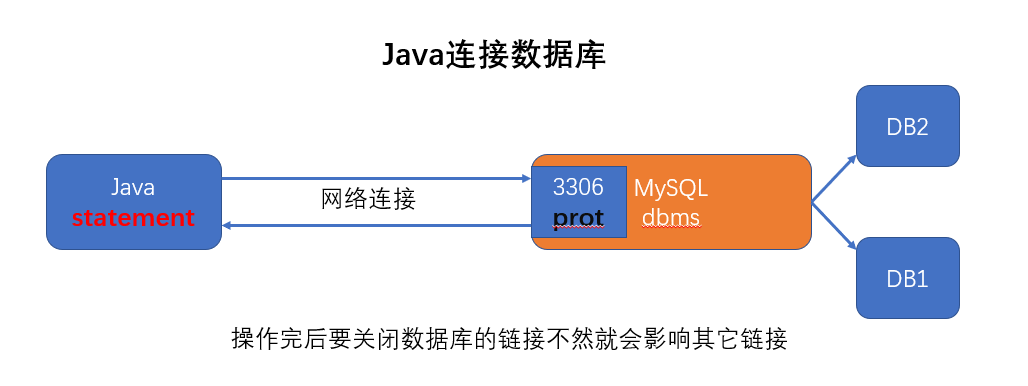 Java连接数据库
DB2
Java
statement
网络连接
3306
prot
MySQL
dbms
DB1
操作完后要关闭数据库的链接不然就会影响其它链接